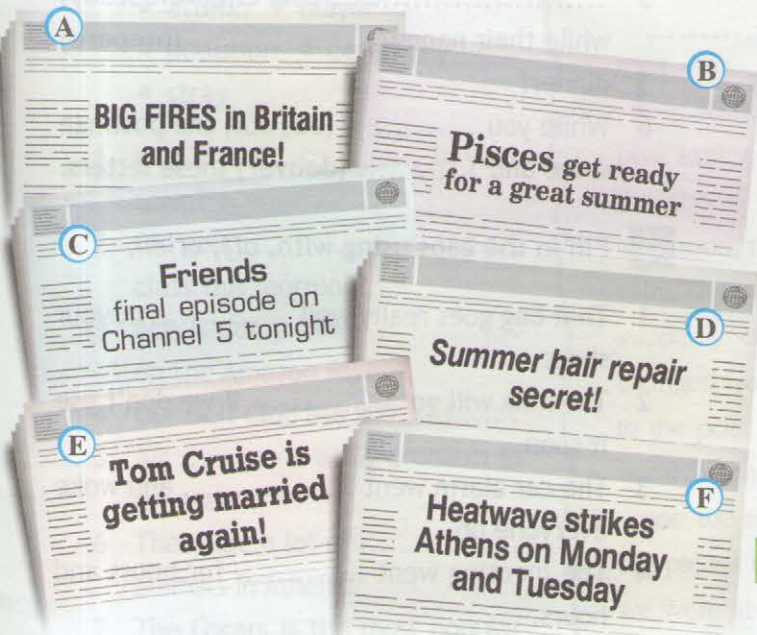 A
BIG FIRES in Britain
and France!
B
Pisces get ready
for a great summer
C
Friends
final episode on
Channel 5 tonight
D
Summer hair repair
secret!
E
Tom Cruise is
getting married
again!
F
Heatwave strikes
Athens on Monday
and Tuesday